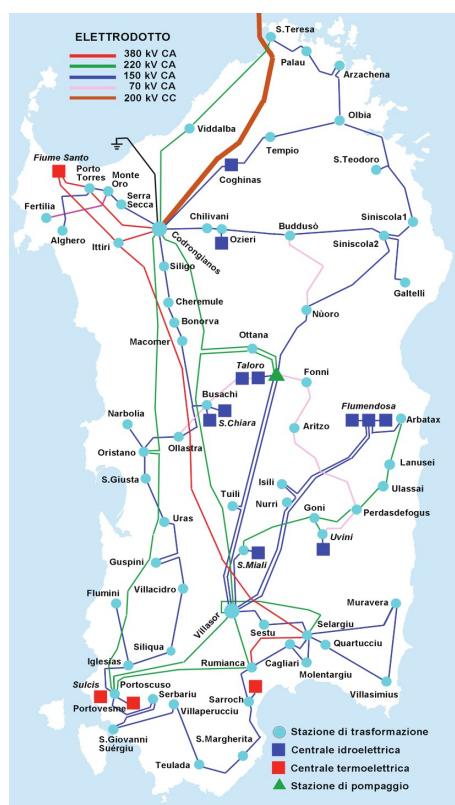 ELETTRODOTTO
380 kV CA
220 kV CA
150 kV CA
70 kV CA
200 kV CC
S.Teresa
Palau
Arzachena
Viddalba
Olbia
Tempio
Fiume Santo
Porto
Torres
Monte
Oro
S.Teodoro
Coghinas
Serra
Secca
Fertilia
Chilivani
Buddusò
Siniscola1
Alghero
Ittiri
Ozieri
Codrongianos
Siniscola2
Siligo
Galtelli
Cheremule
Nùoro
Bonorva
Macomer
Ottana
Taloro
Fonni
Busachi
Flumendosa
Narbolia
S.Chiara
Arbatax
Aritzo
Oristano
Ollastra
Lanusei
S.Giusta
Isili
Ulassai
Tuili
Nurri
Goni
Perdasdefogus
Uras
Uvini
Guspini
S.Miali
Flumini
Villacidro
Villasor
Muravera
Selargiu
Sestu
Quartucciu
Siliqua
Iglesias
Rumianca
Cagliari
Molentargiu
Sulcis
Portoscuso
Serbariu
Villasimius
Portovesme
Villaperucciu
Sarroch
S.Giovanni
Suérgiu
S.Margherita
Teulada
Stazione di trasformazione
Centrale idroelettrica
Centrale termoelettrica
Stazione di pompaggio